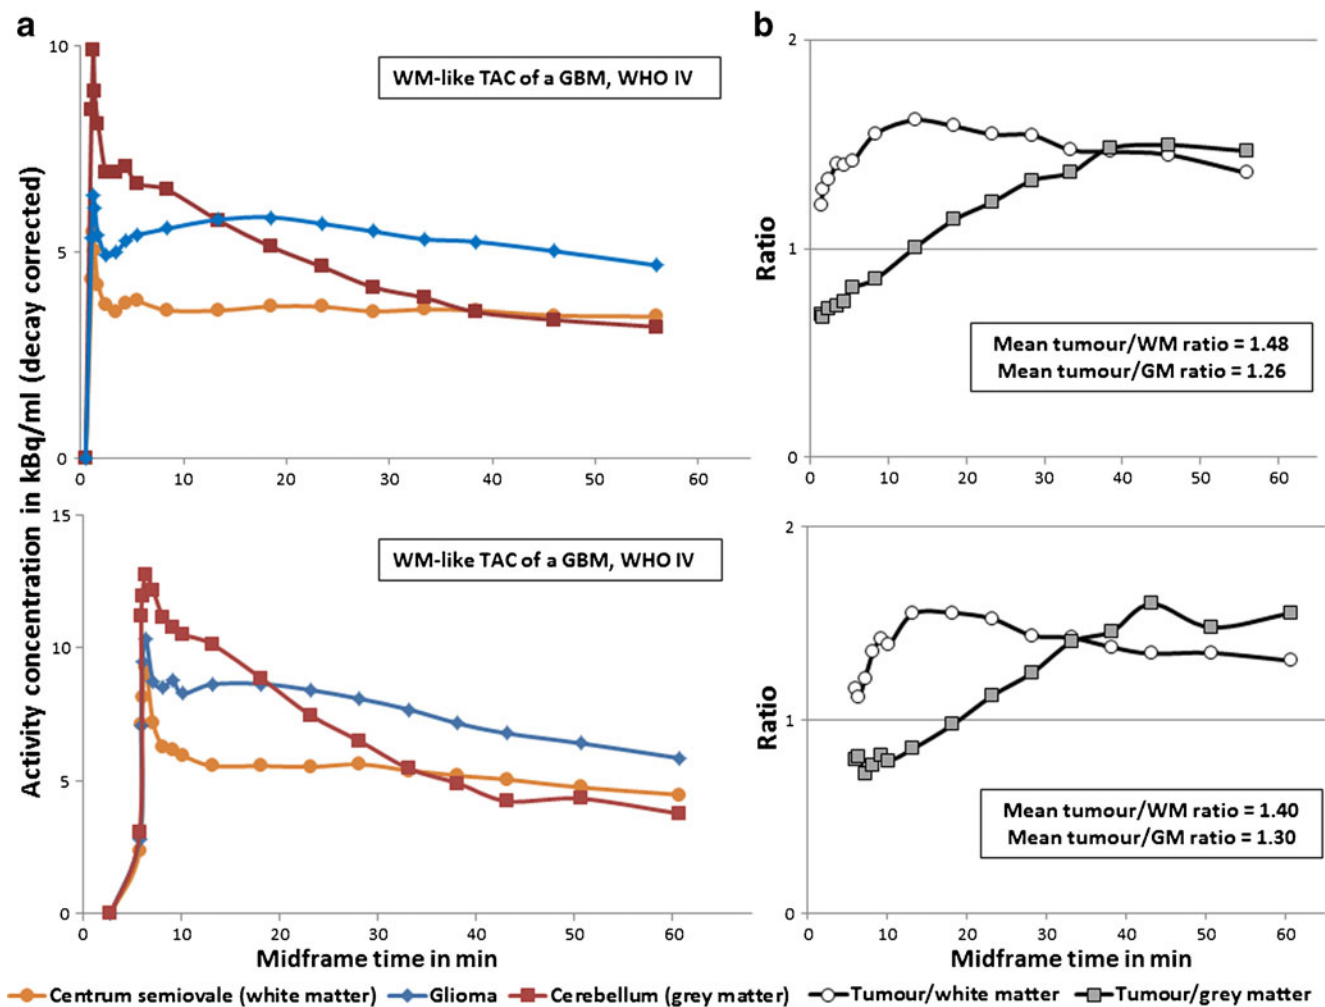 a
b
10
5
0
0 10 20 30 40 50 60
WM-like TAC of a GBM, WHO IV
2
1
0
0 10 20 30 40 50 60
Ratio
Mean tumour/WM ratio = 1.48
Mean tumour/GM ratio = 1.26
Activity concentration in kBq/ml (decay corrected)
15
10
5
0
0 10 20 30 40 50 60
WM-like TAC of a GBM, WHO IV
Midframe time in min
2
1
0
0 10 20 30 40 50 60
Ratio
Mean tumour/WM ratio = 1.40
Mean tumour/GM ratio = 1.30
Midframe time in min
Centrum semiovale (white matter) Glioma Cerebellum (grey matter) Tumour/white matter Tumour/grey matter